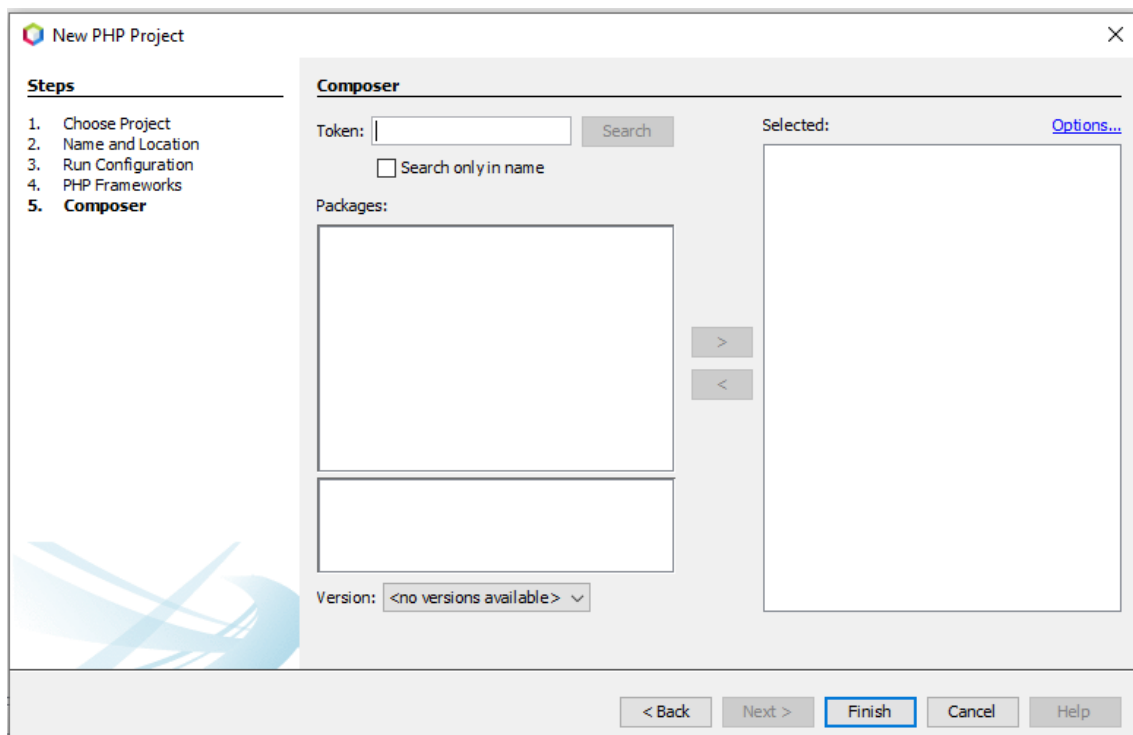 New PHP Project
Steps
1. Choose Project
2. Name and Location
3. Run Configuration
4. PHP Frameworks
5. Composer
Composer
Token:
Search
Search only in name
Packages:
Version: <no versions available>
>
<
Selected:
Options...
< Back
Next >
Finish
Cancel
Help